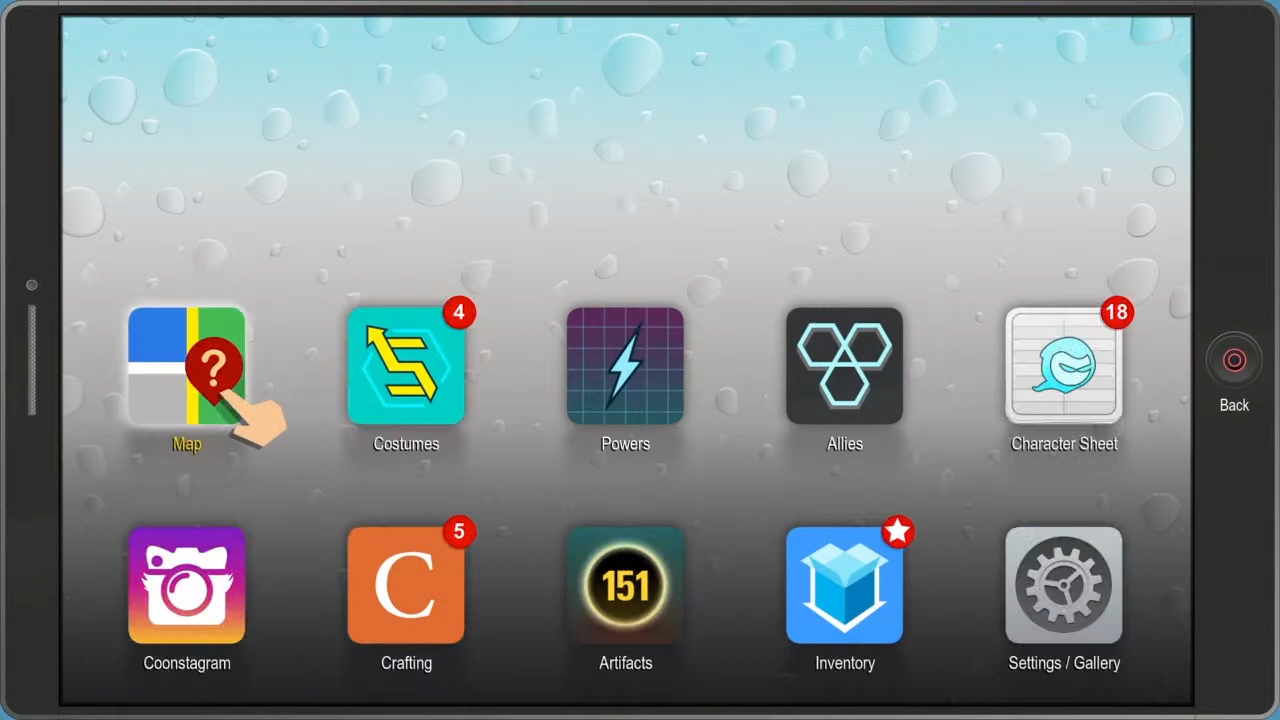 ?
4
18
Map
Costumes
Powers
Allies
Character Sheet
Back
5
C
151
Coonstagram
Crafting
Artifacts
Inventory
Settings / Gallery